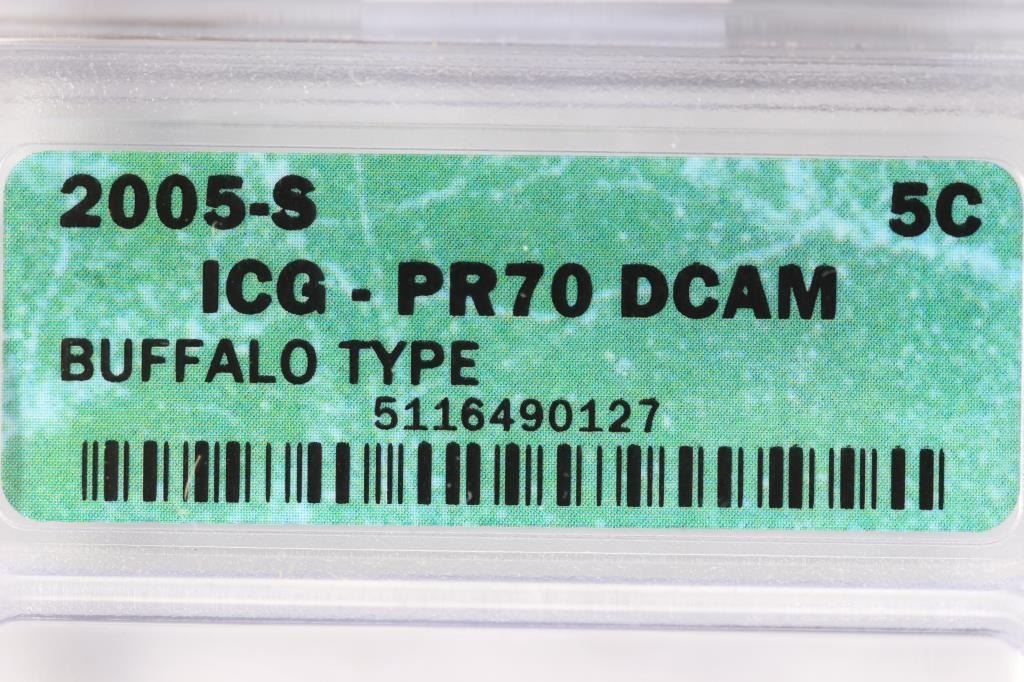 2005-S 5C
ICG - PR70 DCAM
BUFFALO TYPE
5116490127